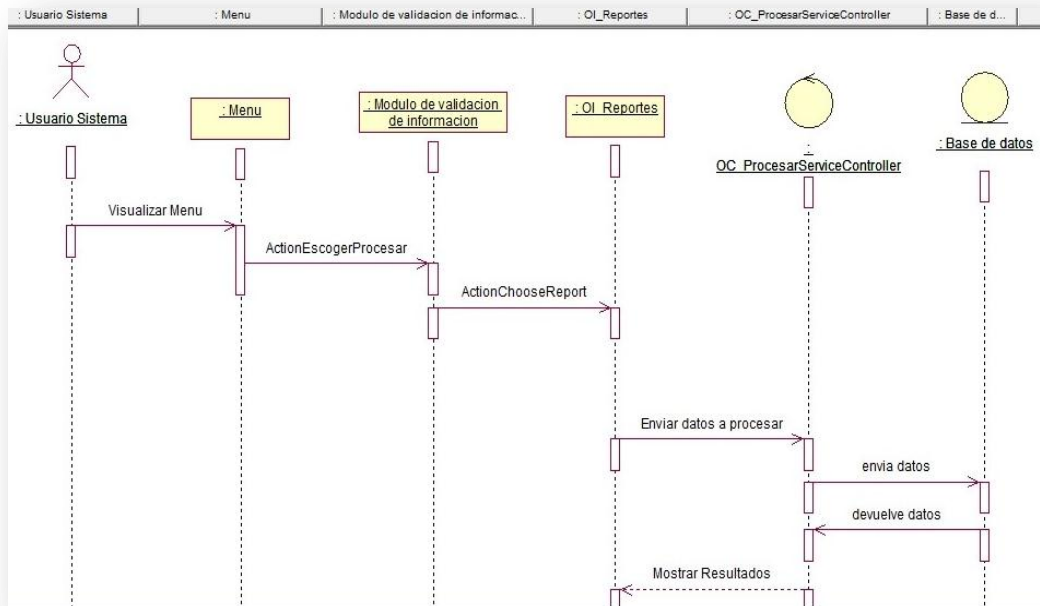 : Usuario Sistema
: Menu
: Modulo de validacion de informac...
: OI_Reportes
: OC_ProcesarServiceController
: Base de d...
: Usuario Sistema
: Menu
: Modulo de validacion
de informacion
: OI_Reportes
:
OC_ProcesarServiceController
: Base de datos
Visualizar Menu
ActionEscogerProcesar
ActionChooseReport
Enviar datos a procesar
envia datos
devuelve datos
Mostrar Resultados